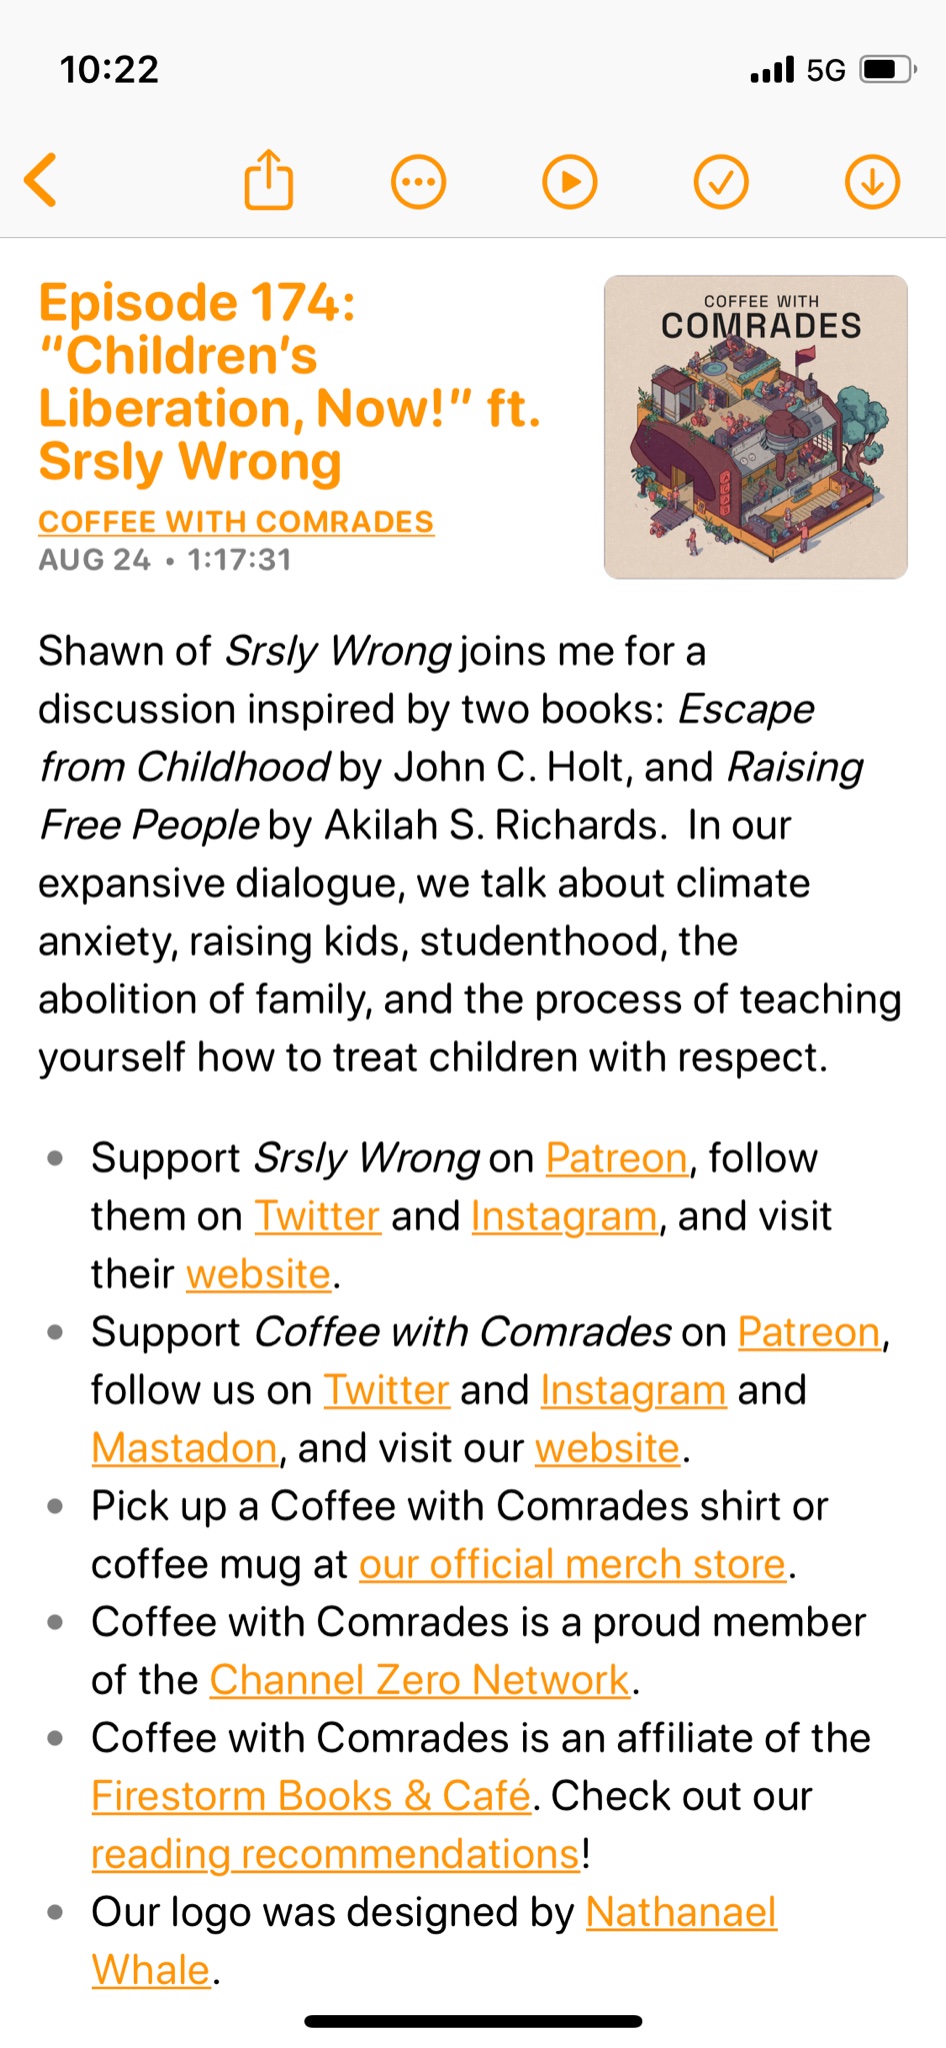 10:22
5G
Episode 174:
"Children's
Liberation, Now!" ft.
Srsly Wrong
COFFEE WITH COMRADES
AUG 24 • 1:17:31
COFFEE WITH
COMRADES
Shawn of Srsly Wrong joins me for a
discussion inspired by two books: Escape
from Childhood by John C. Holt, and Raising
Free People by Akilah S. Richards.  In our
expansive dialogue, we talk about climate
anxiety, raising kids, studenthood, the
abolition of family, and the process of teaching
yourself how to treat children with respect.
• Support Srsly Wrong on Patreon, follow
them on Twitter and Instagram, and visit
their website.
• Support Coffee with Comrades on Patreon,
follow us on Twitter and Instagram and
Mastadon, and visit our website.
• Pick up a Coffee with Comrades shirt or
coffee mug at our official merch store.
• Coffee with Comrades is a proud member
of the Channel Zero Network.
• Coffee with Comrades is an affiliate of the
Firestorm Books & Café. Check out our
reading recommendations!
• Our logo was designed by Nathanael
Whale.